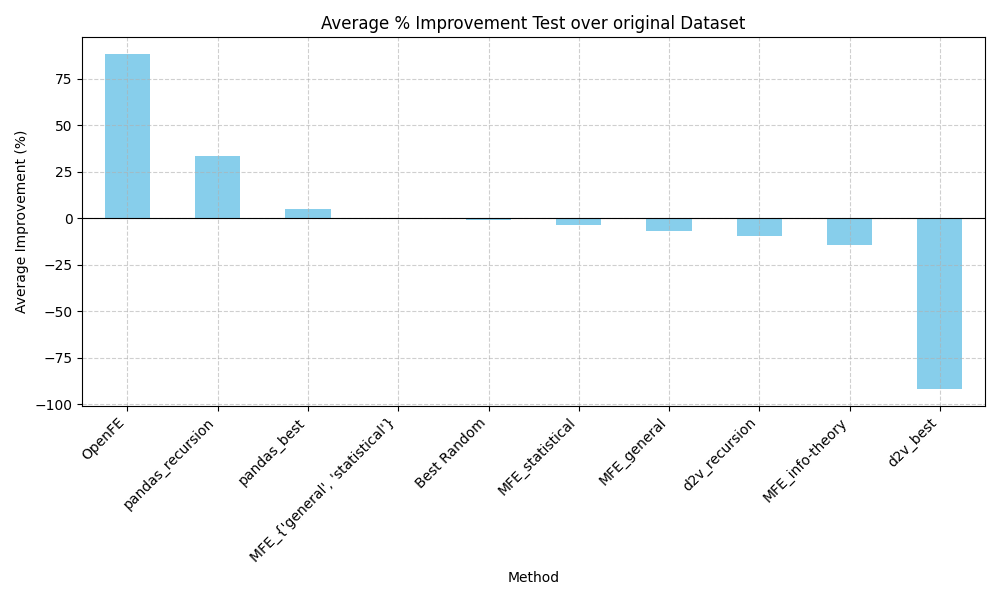 Average % Improvement Test over original Dataset
Average Improvement (%)
75
50
25
0
−25
−50
−75
−100
OpenFE
pandas_recursion
pandas_best
MFE_{'general', 'statistical'}
Best Random
MFE_statistical
MFE_general
d2v_recursion
MFE_info-theory
d2v_best
Method